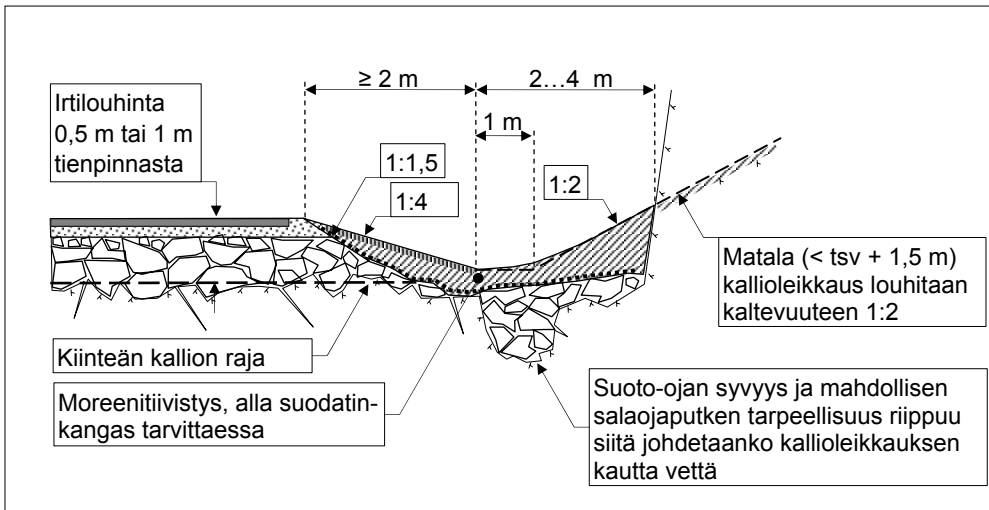 ≥ 2 m
2…4 m
1 m
Irtilouhinta
0,5 m tai 1 m
tienpinnasta
1:1,5
1:4
1:2
Matala (< tsv + 1,5 m)
kallioleikkaus louhitaan
kaltevuuteen 1:2
Kiinteän kallion raja
Moreenitiivistys, alla suodatin-
kangas tarvittaessa
Suoto-ojan syvyys ja mahdollisen
salaojaputken tarpeellisuus riippuu
siitä johdetaanko kallioleikkauksen
kautta vettä